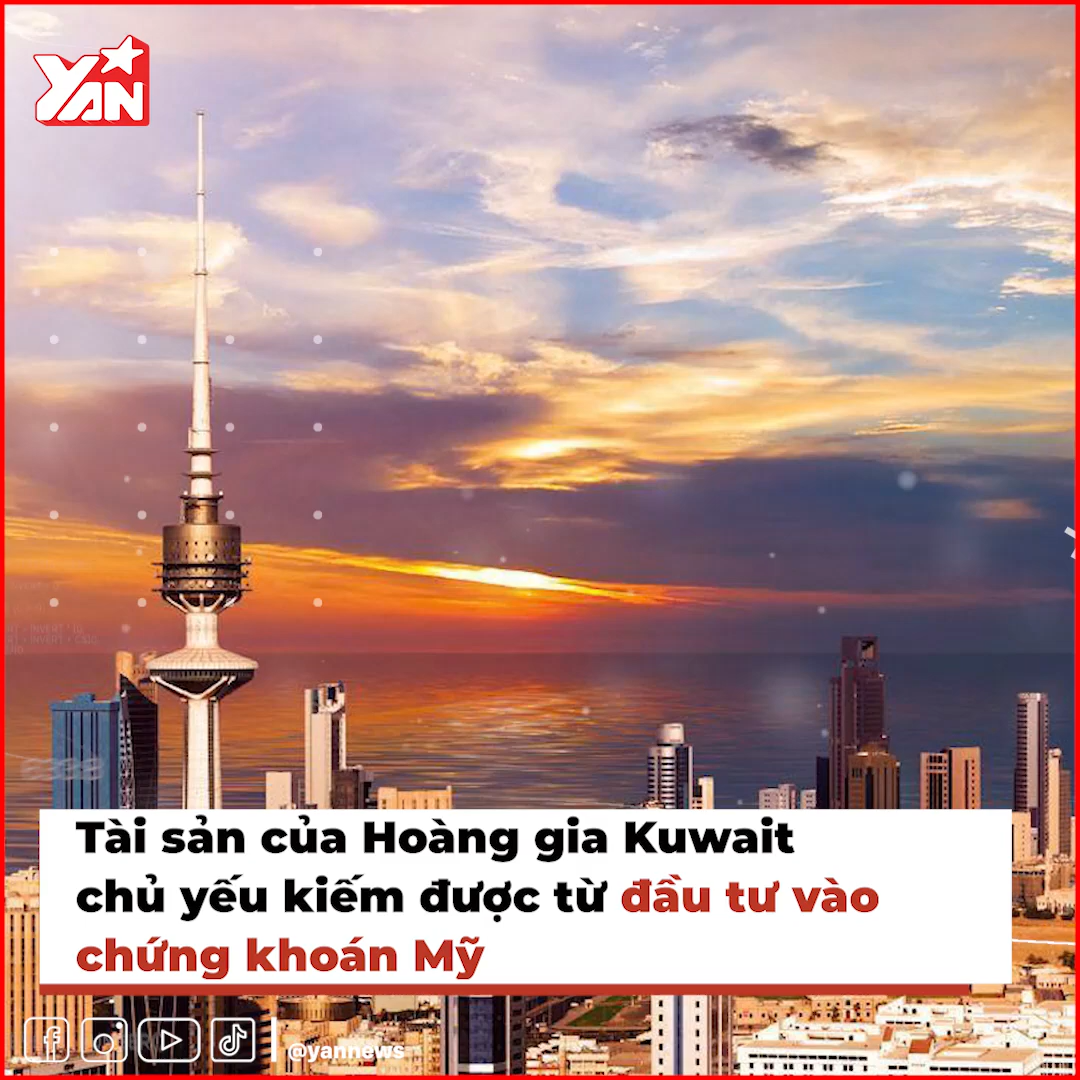 YAN
Tài sản của Hoàng gia Kuwait
chủ yếu kiếm được từ đầu tư vào
chứng khoán Mỹ
@yannews